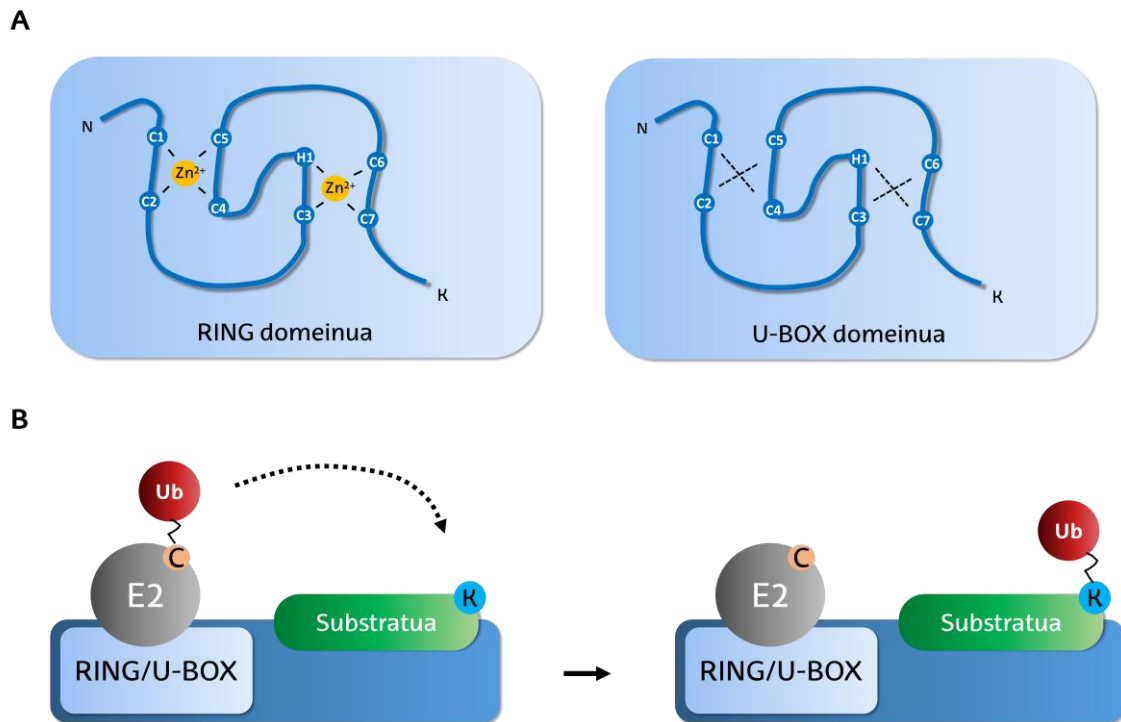 A
N
C1
C5
Zn²⁺
C2
C4
H1
C6
Zn²⁺
C3
C7
K
RING domeinua
N
C1
C5
C2
C4
H1
C6
C3
C7
K
U-BOX domeinua
B
Ub
C
E2
K
Substratua
RING/U-BOX
Ub
C
E2
K
Substratua
RING/U-BOX